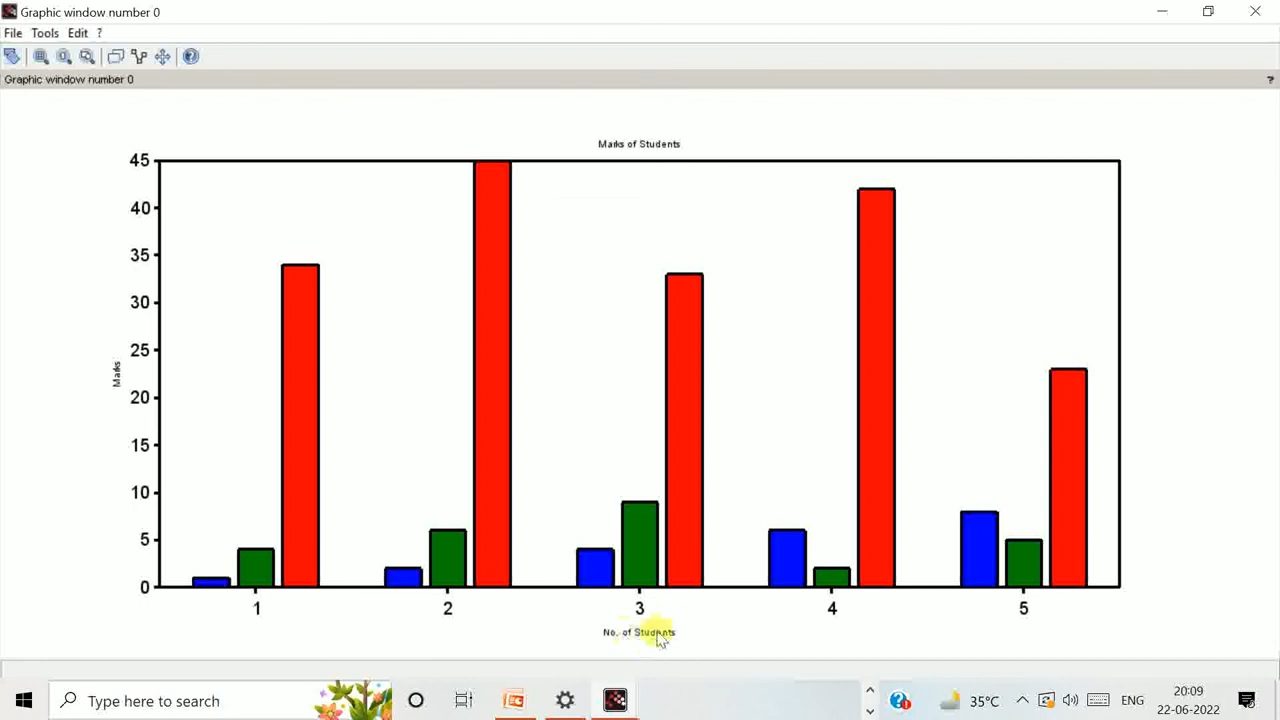 Graphic window number 0
File Tools Edit ?
Graphic window number 0 ?
Marks of Students
45
40
35
30
25
20
15
10
5
0
Marks
1 2 3 4 5
No. of Students
Type here to search
35°C
ENG
20:09
22-06-2022